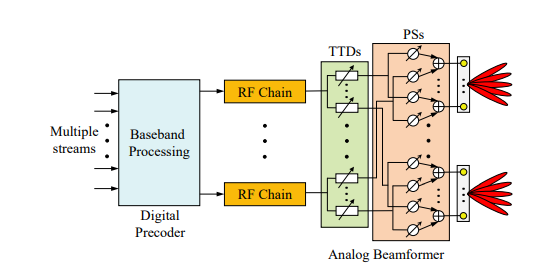 PSs
TTDs
RF Chain
Multiple
streams
Baseband
Processing
RF Chain
Digital
Precoder
Analog Beamformer